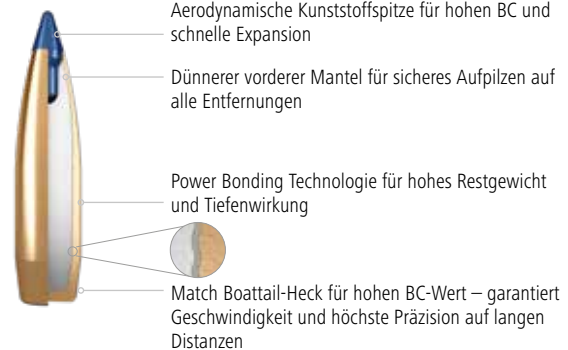 Aerodynamische Kunststoffspitze für hohen BC und
schnelle Expansion
Dünnerer vorderer Mantel für sicheres Aufpilzen auf
alle Entfernungen
Power Bonding Technologie für hohes Restgewicht
und Tiefenwirkung
Match Boattail-Heck für hohen BC-Wert – garantiert
Geschwindigkeit und höchste Präzision auf langen
Distanzen